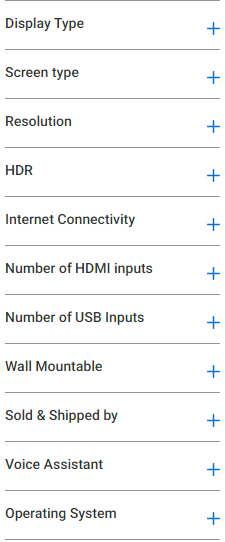 Display Type
Screen type
Resolution
HDR
Internet Connectivity
Number of HDMI inputs
Number of USB Inputs
Wall Mountable
Sold & Shipped by
Voice Assistant
Operating System